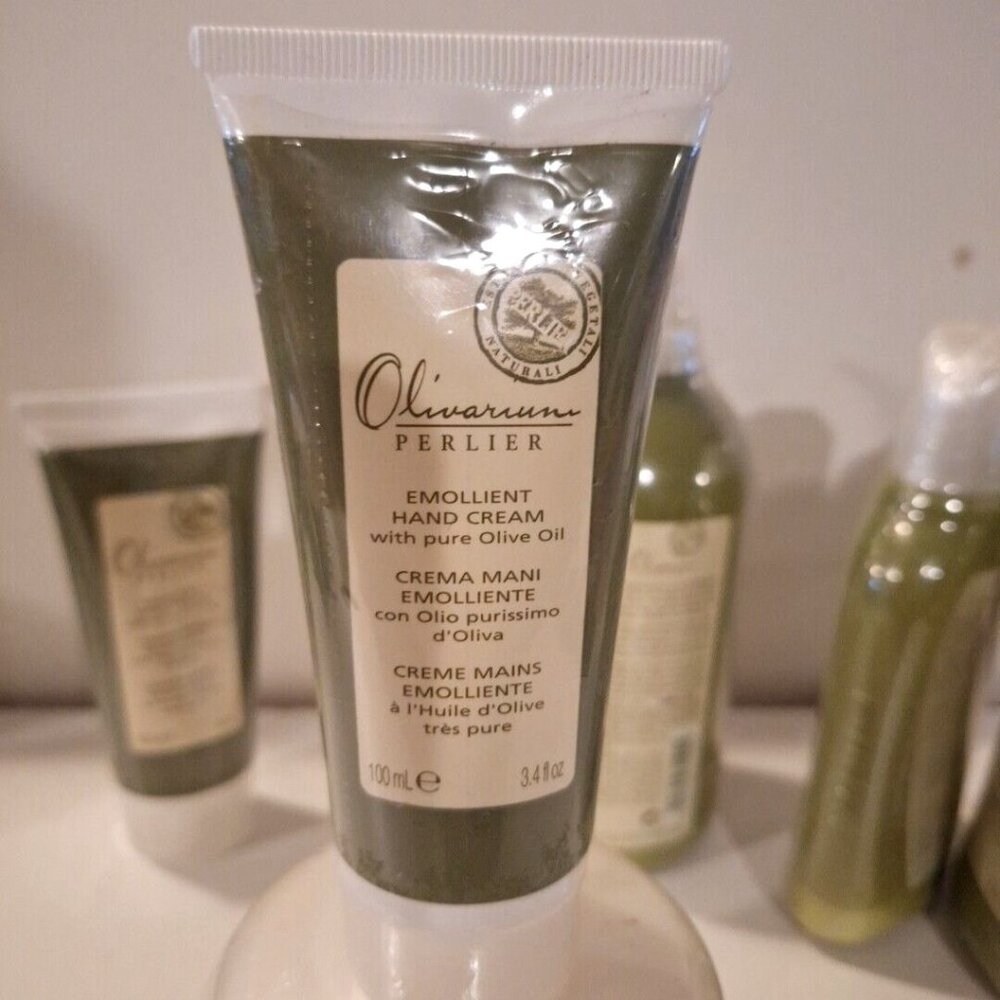 NATURALI
Olivarium
PERLIER
EMOLLIENT
HAND CREAM
with pure Olive Oil
CREMA MANI
EMOLLIENTE
con Olio purissimo
d'Oliva
CREME MAINS
EMOLLIENTE
à l'Huile d'Olive
très pure
100 mL ℮ 3.4 fl oz